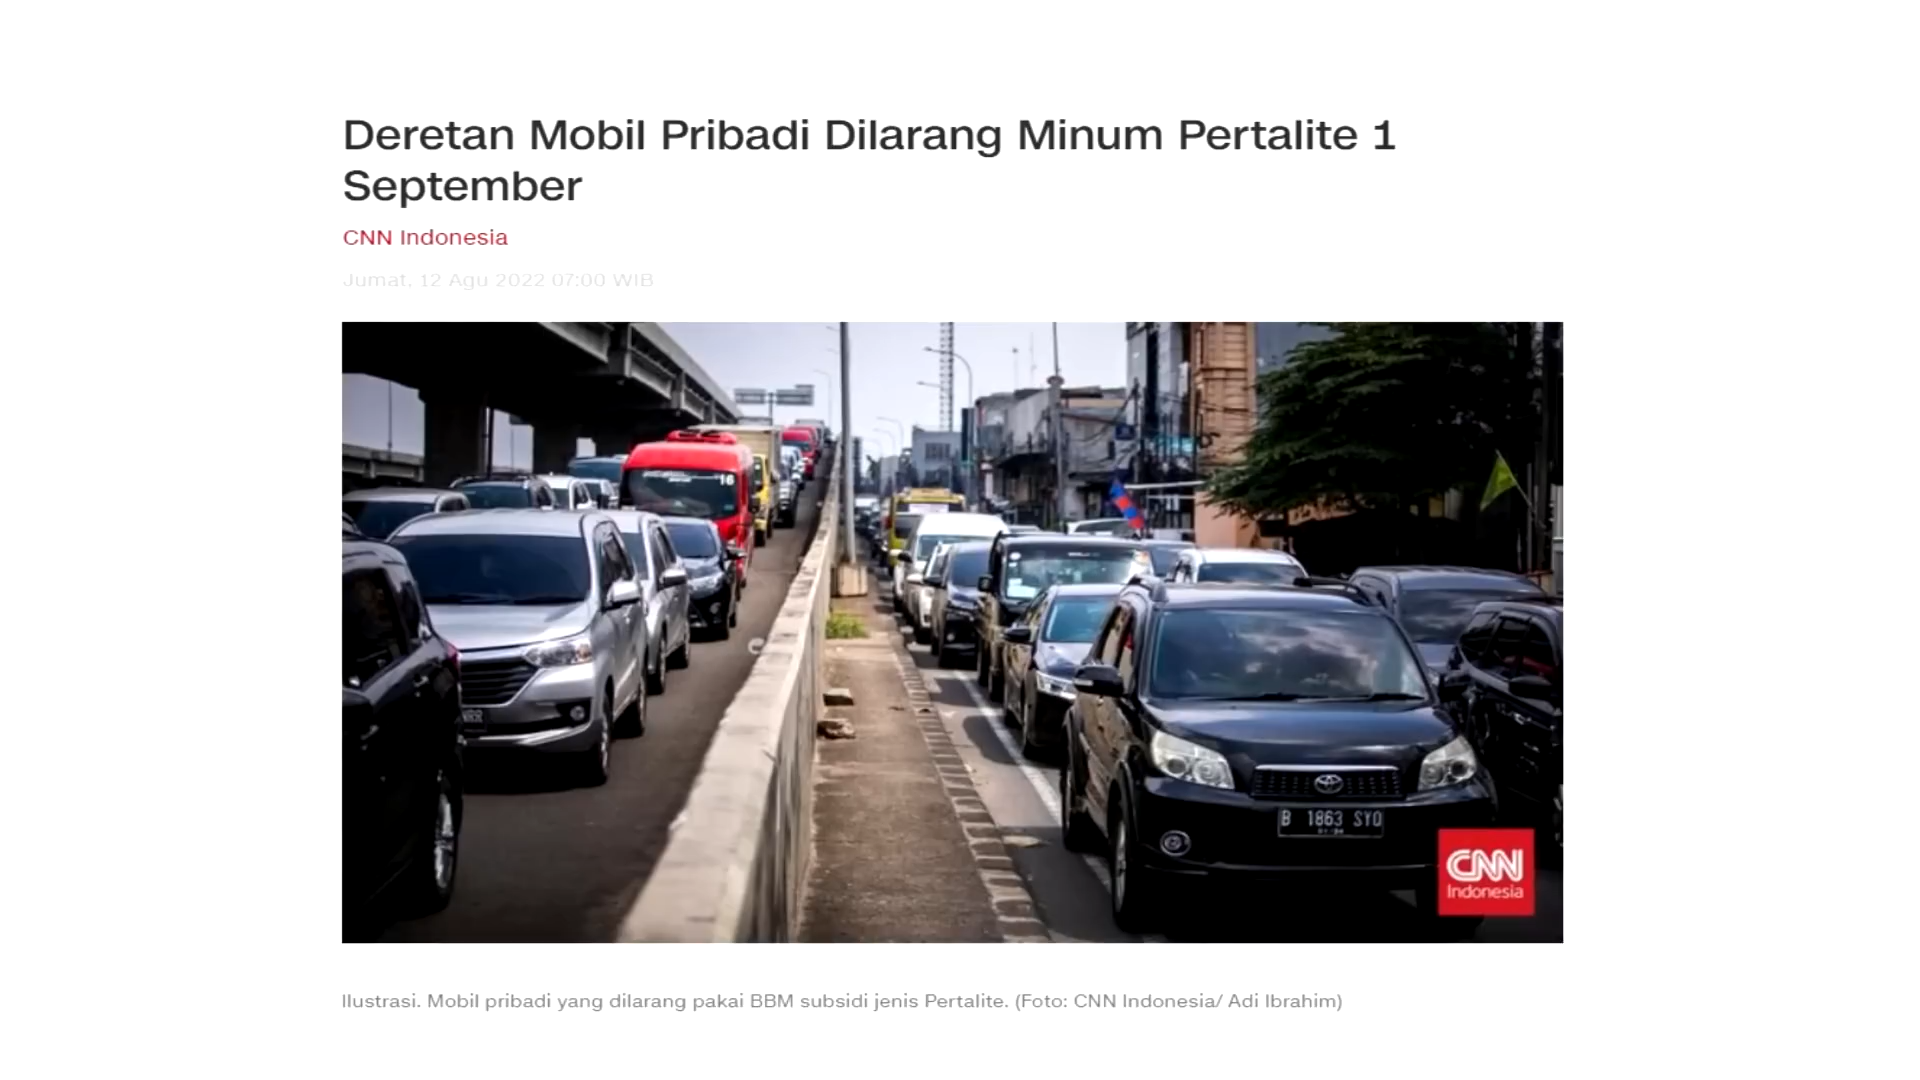 Deretan Mobil Pribadi Dilarang Minum Pertalite 1
September
CNN Indonesia
Jumat, 12 Agu 2022 07:00 WIB
16
B 1863 SYO
CNN
Indonesia
Ilustrasi. Mobil pribadi yang dilarang pakai BBM subsidi jenis Pertalite. (Foto: CNN Indonesia/ Adi Ibrahim)